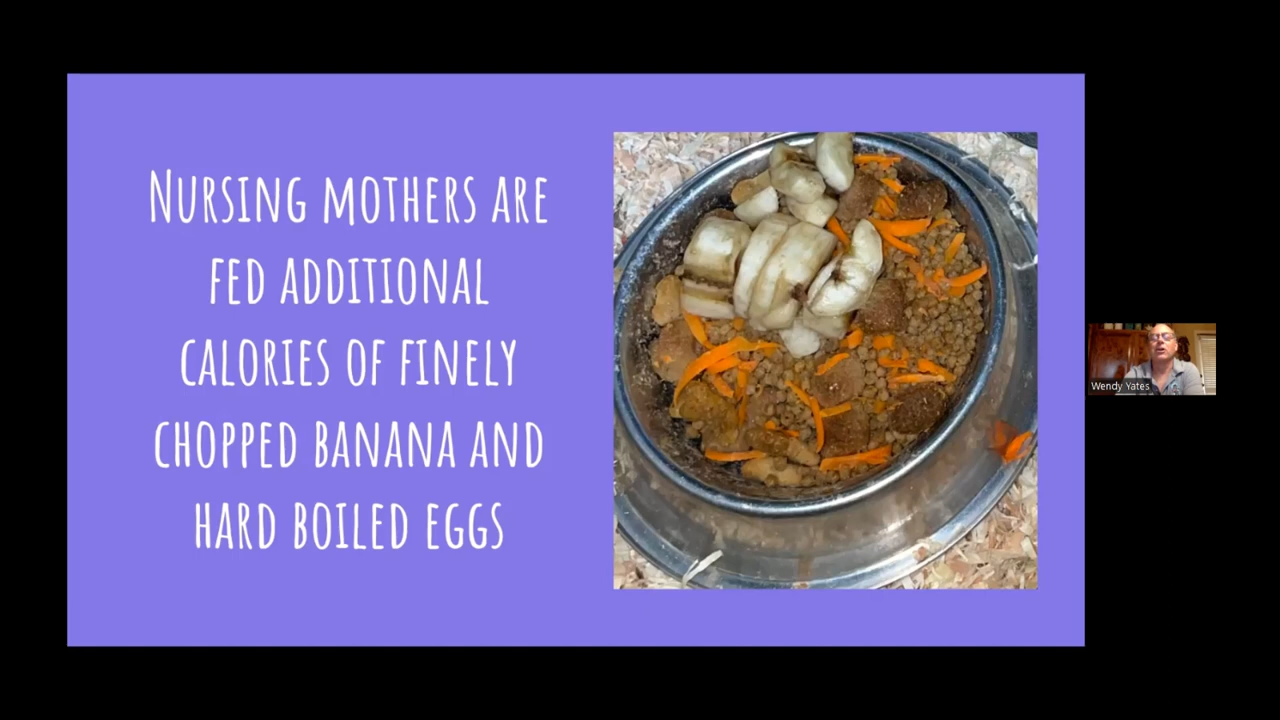 NURSING MOTHERS ARE
FED ADDITIONAL
CALORIES OF FINELY
CHOPPED BANANA AND
HARD BOILED EGGS
Wendy Yates